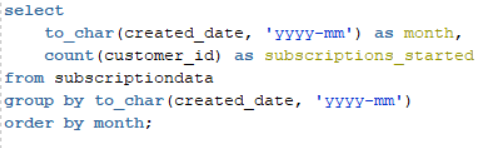 select
to_char(created_date, 'yyyy-mm') as month,
count(customer_id) as subscriptions_started
from subscriptiondata
group by to_char(created_date, 'yyyy-mm')
order by month;